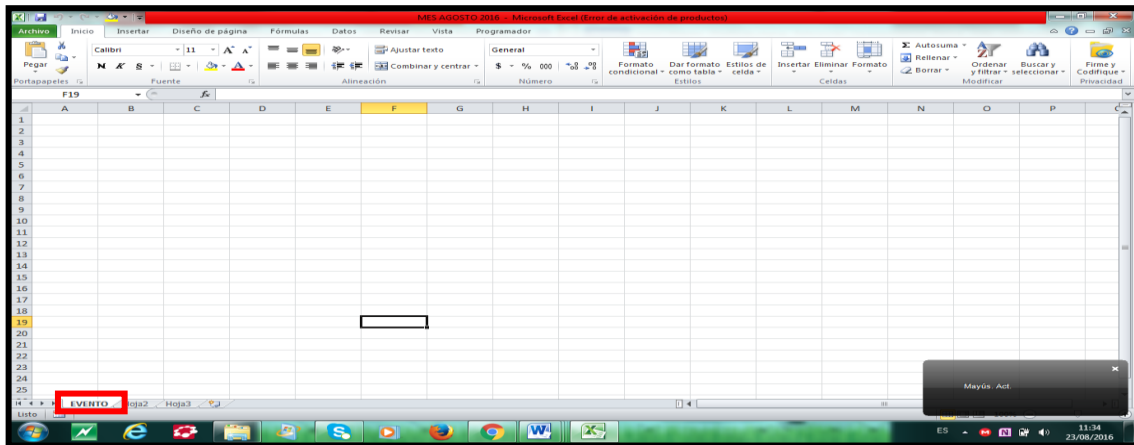 MES AGOSTO 2016 - Microsoft Excel (Error de activación de productos)
Archivo Inicio Insertar Diseño de página Fórmulas Datos Revisar Vista Programador
Pegar
Calibri 11 A A
Ajustar texto
General
Σ Autosuma
Rellenar
Borrar
N K S
A
Combinar y centrar
$ % 000
Formato condicional
Dar formato como tabla
Estilos de celda
Insertar Eliminar Formato
Ordenar y filtrar
Buscar y seleccionar
Firme y Codifique
Portapapeles Fuente Alineación Número Estilos Celdas Modificar Privacidad
F19 fx
A B C D E F G H I J K L M N O P
1
2
3
4
5
6
7
8
9
10
11
12
13
14
15
16
17
18
19
20
21
22
23
24
25
Mayús. Act.
EVENTO Hoja3
Listo
ES 11:34
23/08/2016